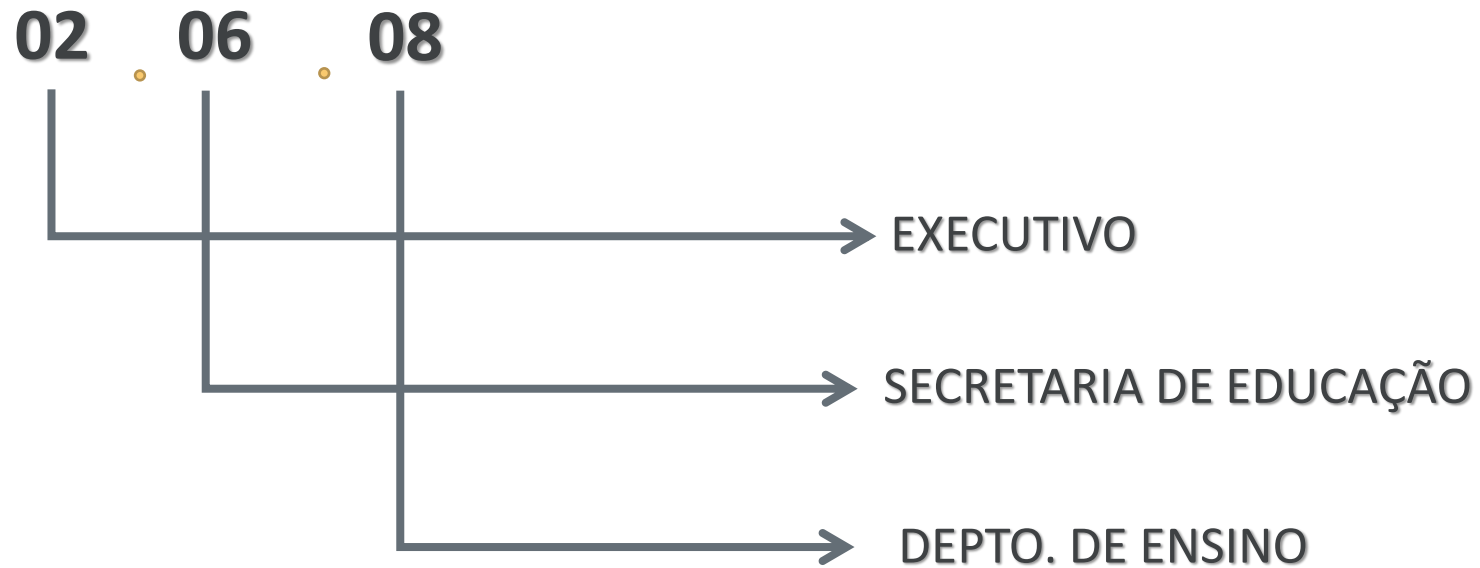 02 . 06 . 08
EXECUTIVO
SECRETARIA DE EDUCAÇÃO
DEPTO. DE ENSINO